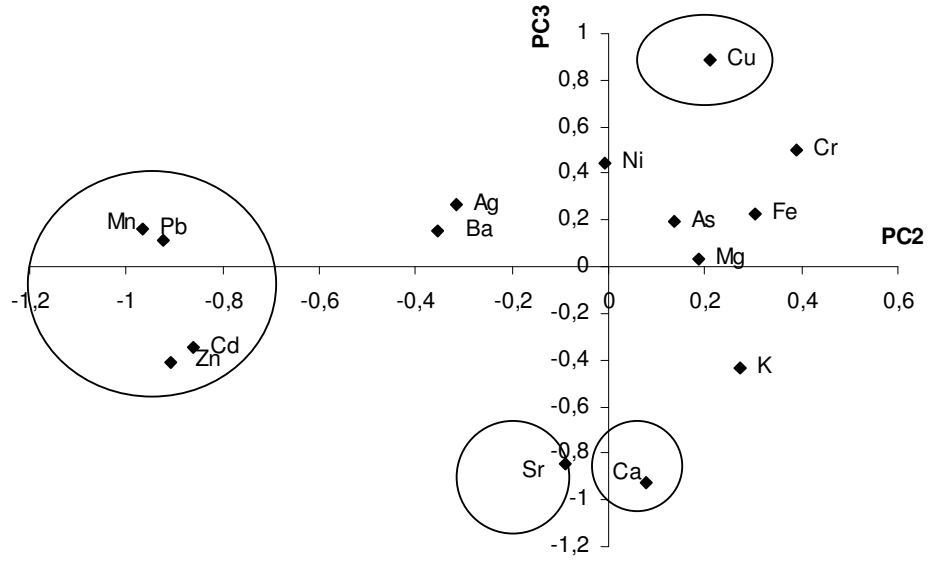 PC3
1
Cu
0,8
0,6
Cr
Ni
0,4
Ag
0,2
As
Fe
Mn
Pb
Ba
PC2
Mg
0
-1,2
-1
-0,8
-0,6
-0,4
-0,2
0
0,2
0,4
0,6
-0,2
Cd
Zn
-0,4
K
-0,6
-0,8
Sr
Ca
-1
-1,2